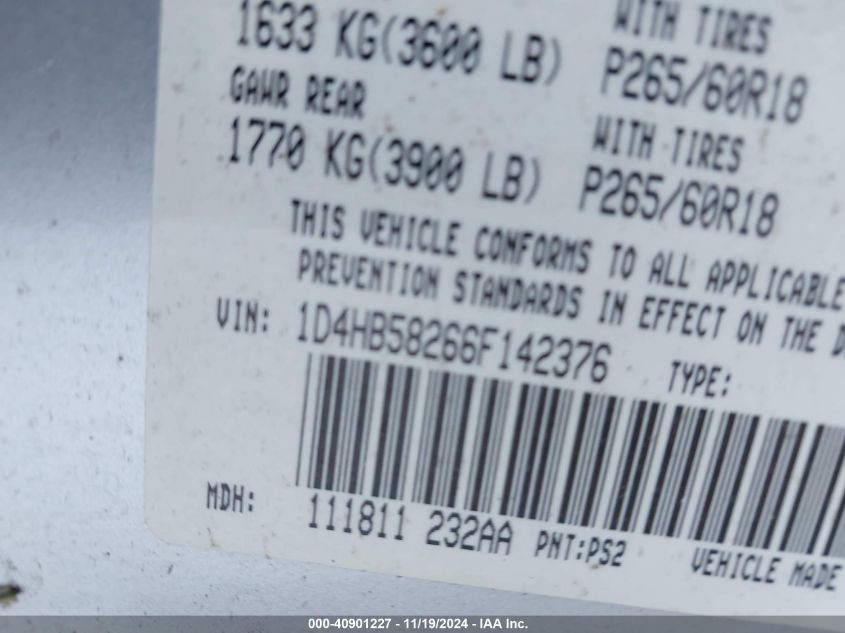 WITH TIRES
1633 KG(3600 LB) P265/60R18
GAWR REAR WITH TIRES
1770 KG(3900 LB) P265/60R18
THIS VEHICLE CONFORMS TO ALL APPLICABLE
PREVENTION STANDARDS IN EFFECT ON THE D
VIN: 1D4HB58266F142376 TYPE:
MDH: 111811 232AA PNT:PS2 VEHICLE MADE
000-40901227 - 11/19/2024 - IAA Inc.